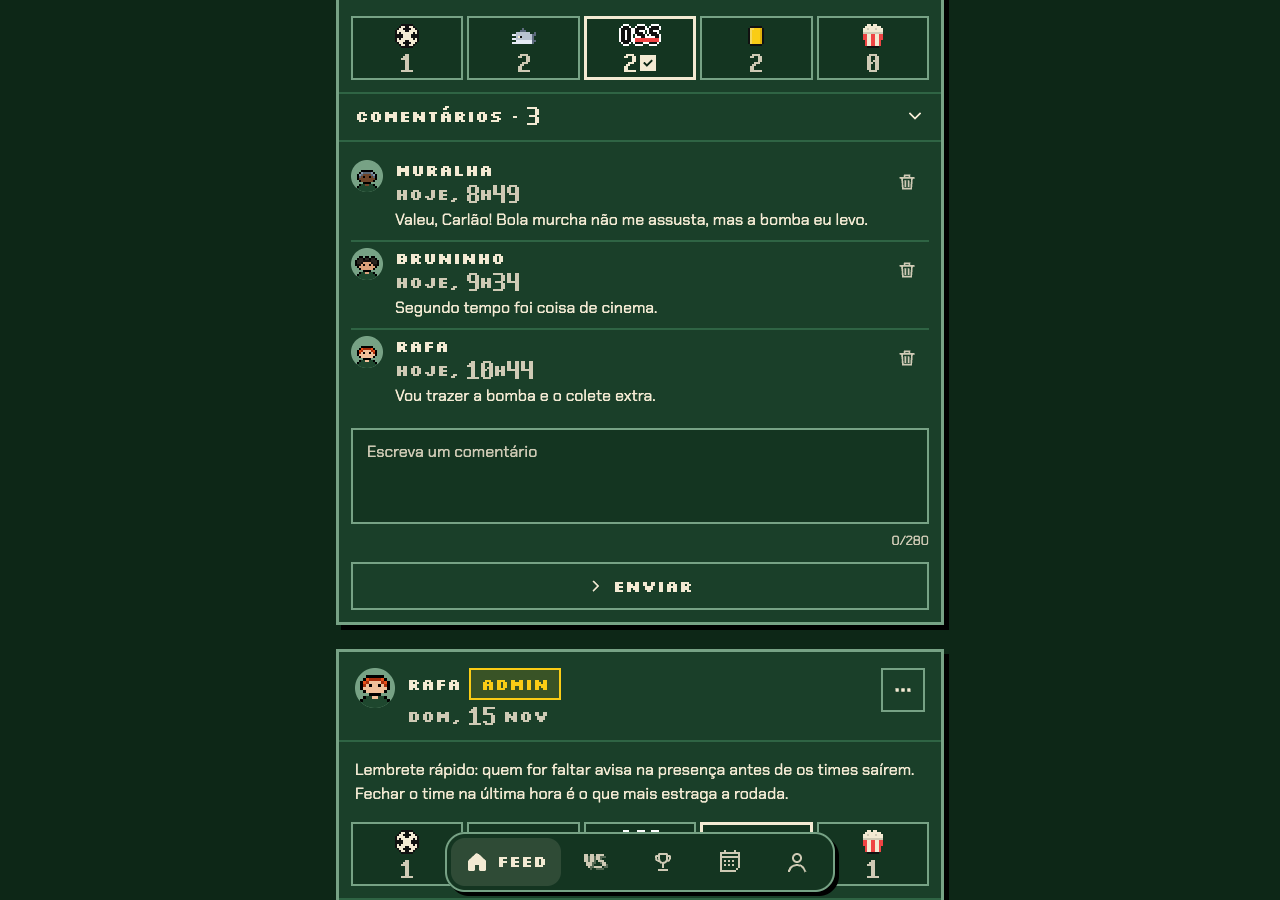 OSS
1 2 2 2 0
COMENTÁRIOS · 3
MURALHA
HOJE, 8H49
Valeu, Carlão! Bola murcha não me assusta, mas a bomba eu levo.
BRUNINHO
HOJE, 9H34
Segundo tempo foi coisa de cinema.
RAFA
HOJE, 10H44
Vou trazer a bomba e o colete extra.
Escreva um comentário
0/280
ENVIAR
RAFA ADMIN
DOM, 15 NOV
Lembrete rápido: quem for faltar avisa na presença antes de os times saírem.
Fechar o time na última hora é o que mais estraga a rodada.
1 1
FEED VS